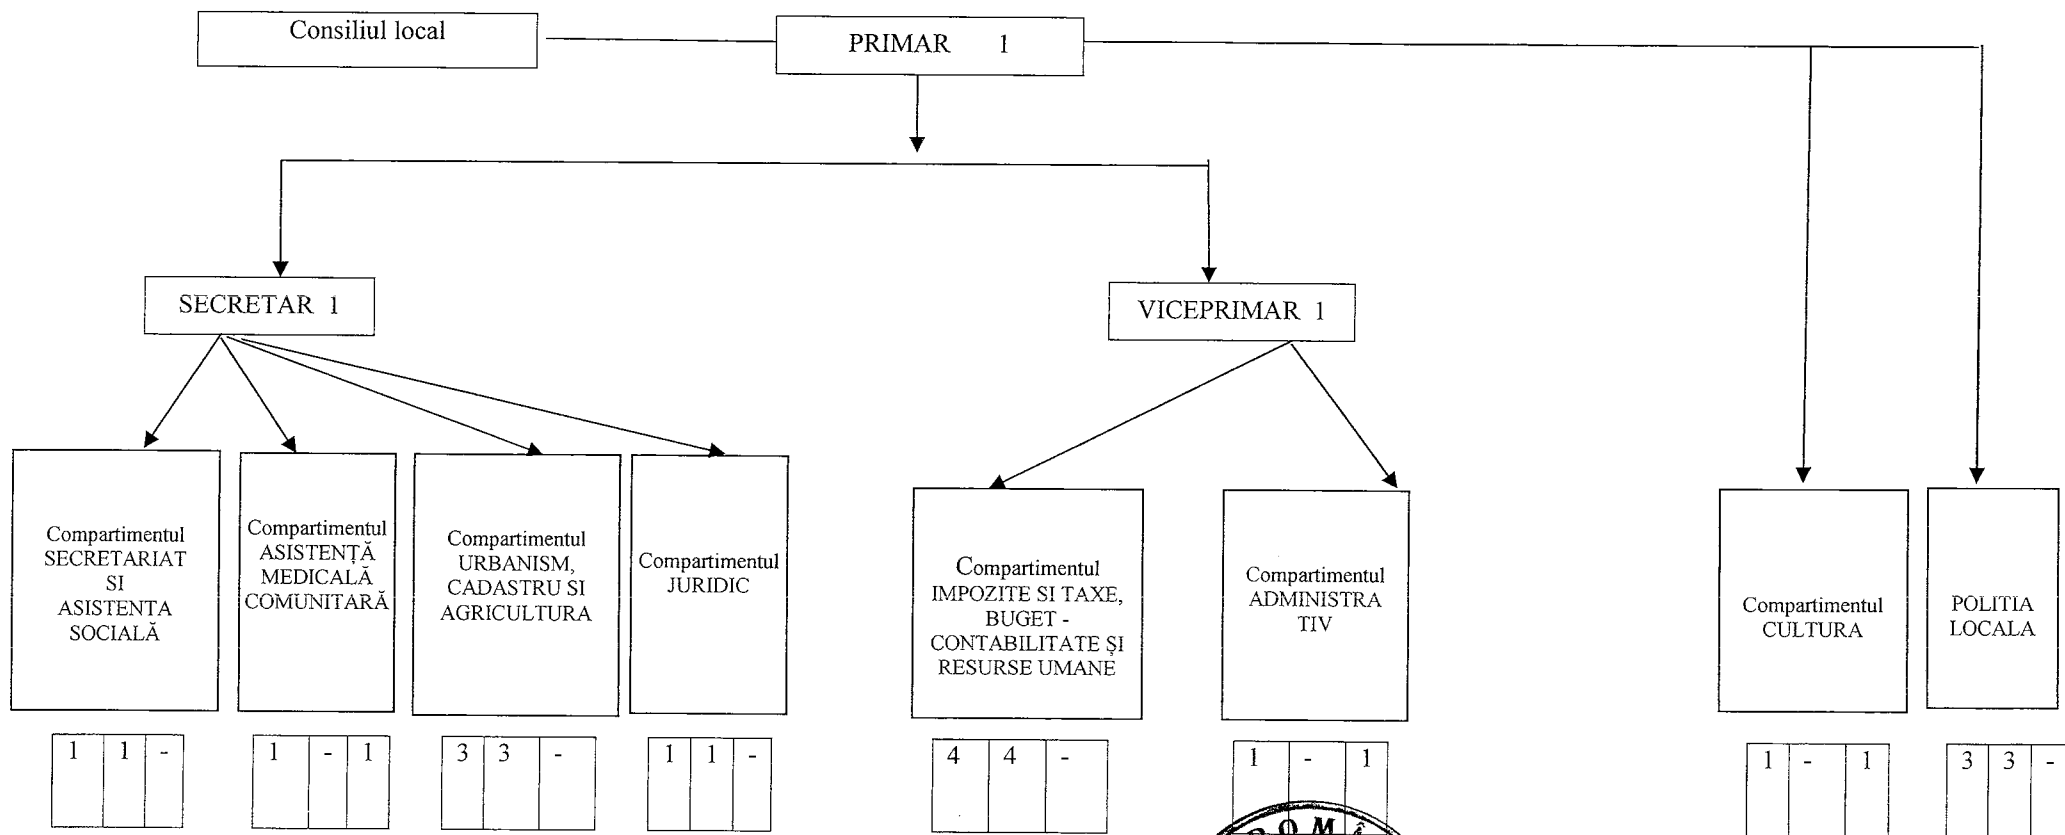 Consiliul local
PRIMAR 1
SECRETAR 1
VICEPRIMAR 1
Compartimentul
SECRETARIAT
SI
ASISTENTA
SOCIALĂ
Compartimentul
ASISTENȚĂ
MEDICALĂ
COMUNITARĂ
Compartimentul
URBANISM,
CADASTRU SI
AGRICULTURA
Compartimentul
JURIDIC
Compartimentul
IMPOZITE SI TAXE,
BUGET -
CONTABILITATE ȘI
RESURSE UMANE
Compartimentul
ADMINISTRA
TIV
Compartimentul
CULTURA
POLITIA
LOCALA
1 1 -
1 - 1
3 3 -
1 1 -
4 4 -
1 - 1
1 - 1
3 3 -